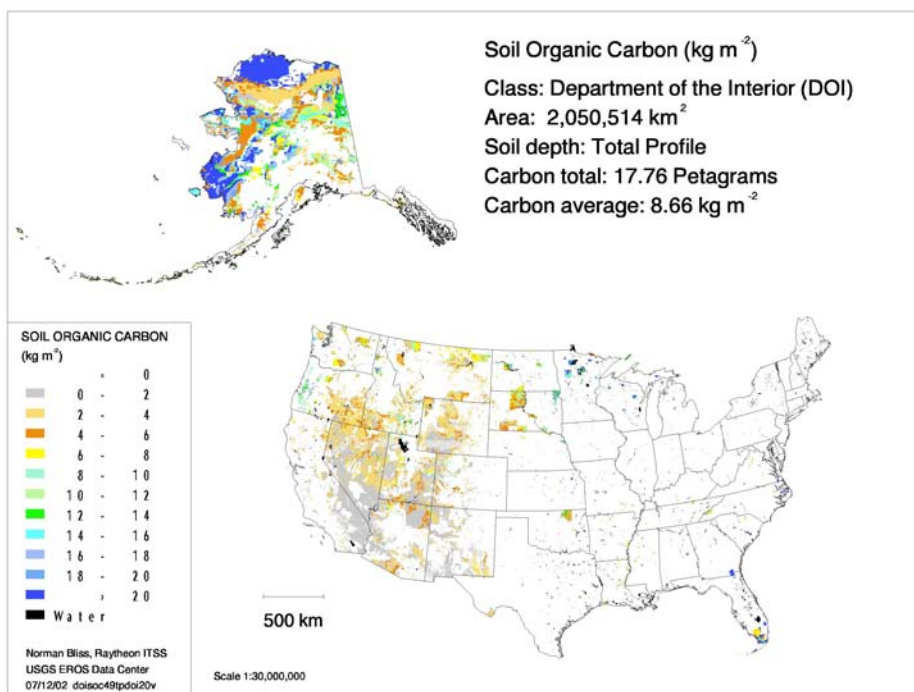 Soil Organic Carbon (kg m⁻²)
Class: Department of the Interior (DOI)
Area: 2,050,514 km²
Soil depth: Total Profile
Carbon total: 17.76 Petagrams
Carbon average: 8.66 kg m⁻²
SOIL ORGANIC CARBON
(kg m⁻²)
0
0 - 2
2 - 4
4 - 6
6 - 8
8 - 10
10 - 12
12 - 14
14 - 16
16 - 18
18 - 20
20
Water
500 km
Norman Bliss, Raytheon ITSS
USGS EROS Data Center
07/12/02 doisoc49tpdoi20v
Scale 1:30,000,000